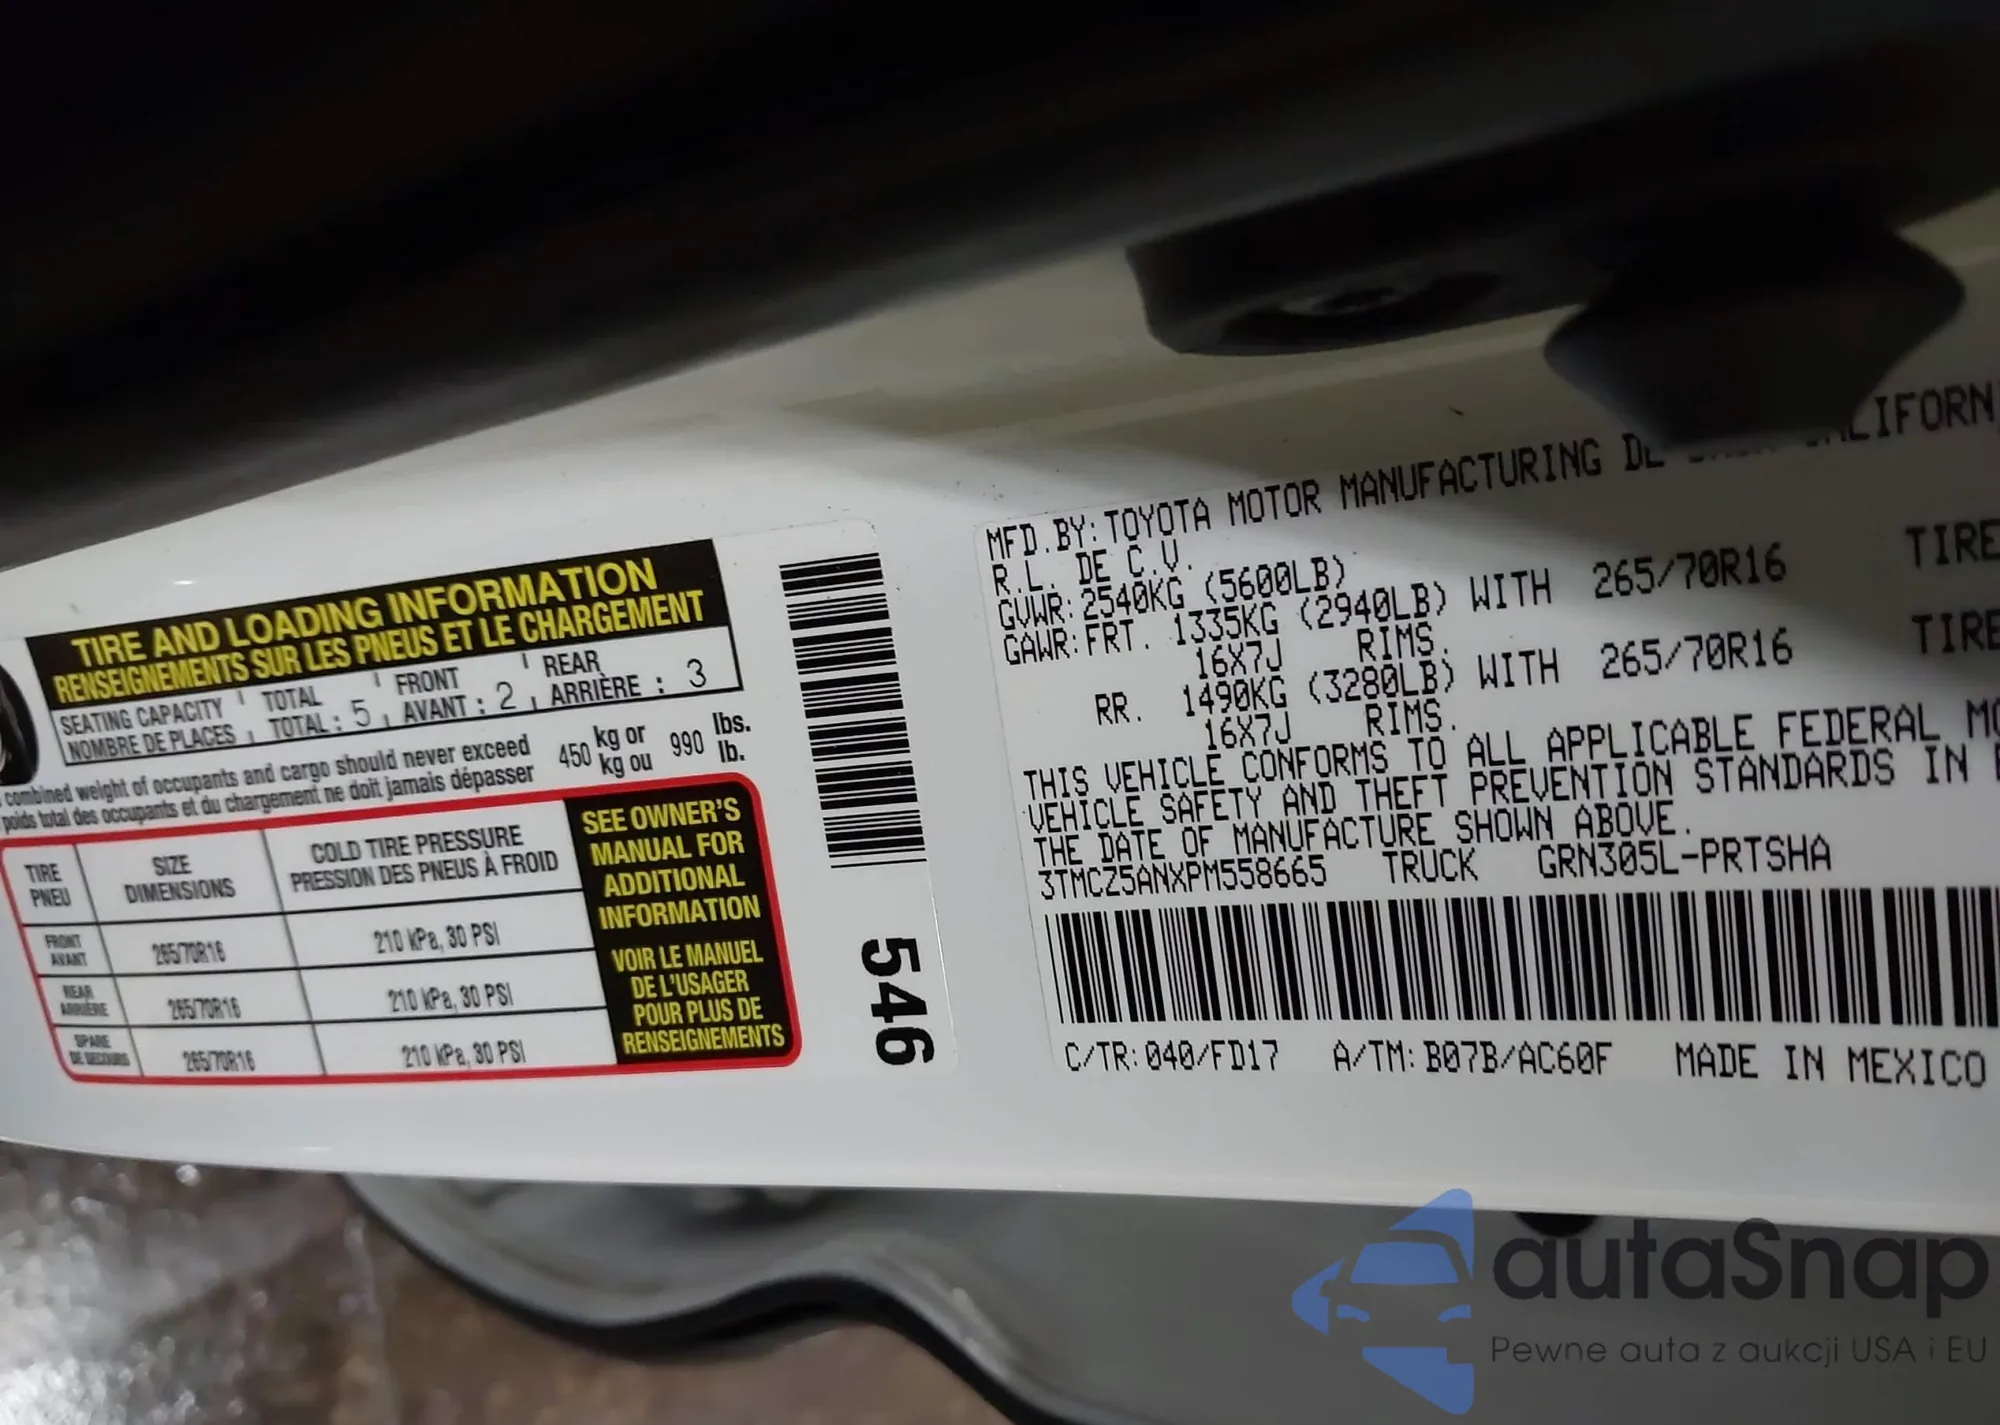 TIRE AND LOADING INFORMATION
RENSEIGNEMENTS SUR LES PNEUS ET LE CHARGEMENT
SEATING CAPACITY TOTAL FRONT REAR
NOMBRE DE PLACES TOTAL : 5 AVANT : 2 ARRIÈRE : 3
combined weight of occupants and cargo should never exceed 450 kg or 990 lbs.
poids total des occupants et du chargement ne doit jamais dépasser kg ou lb.
TIRE SIZE COLD TIRE PRESSURE
PNEU DIMENSIONS PRESSION DES PNEUS À FROID
FRONT
AVANT 265/70R16 210 kPa, 30 PSI
REAR
ARRIÈRE 265/70R16 210 kPa, 30 PSI
SPARE
DE SECOURS 265/70R16 210 kPa, 30 PSI
SEE OWNER'S
MANUAL FOR
ADDITIONAL
INFORMATION
VOIR LE MANUEL
DE L'USAGER
POUR PLUS DE
RENSEIGNEMENTS
546
MFD.BY:TOYOTA MOTOR MANUFACTURING DE
R.L. DE C.V.
GVWR:2540KG (5600LB)
GAWR:FRT. 1335KG (2940LB) WITH 265/70R16 TIRE
16X7J RIMS.
RR. 1490KG (3280LB) WITH 265/70R16 TIRE
16X7J RIMS.
THIS VEHICLE CONFORMS TO ALL APPLICABLE FEDERAL
VEHICLE SAFETY AND THEFT PREVENTION STANDARDS IN
THE DATE OF MANUFACTURE SHOWN ABOVE.
3TMCZ5ANXPM558665 TRUCK GRN305L-PRTSHA
C/TR:040/FD17 A/TM:B07B/AC60F MADE IN MEXICO
autaSnap
Pewne auta z aukcji USA i EU